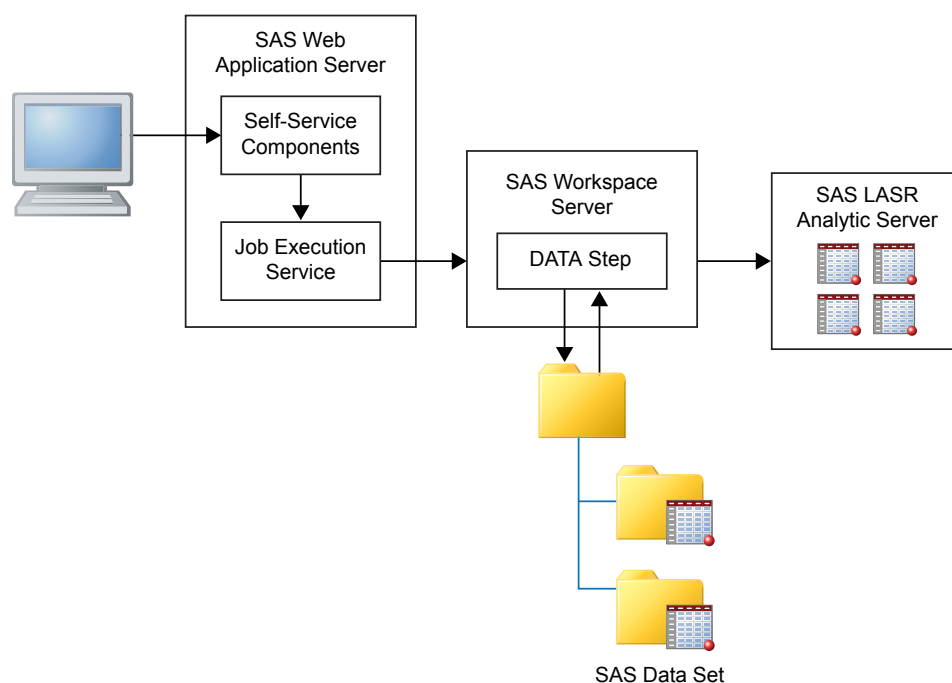 SAS Web
Application Server
Self-Service
Components
Job Execution
Service
SAS Workspace
Server
DATA Step
SAS LASR
Analytic Server
SAS Data Set